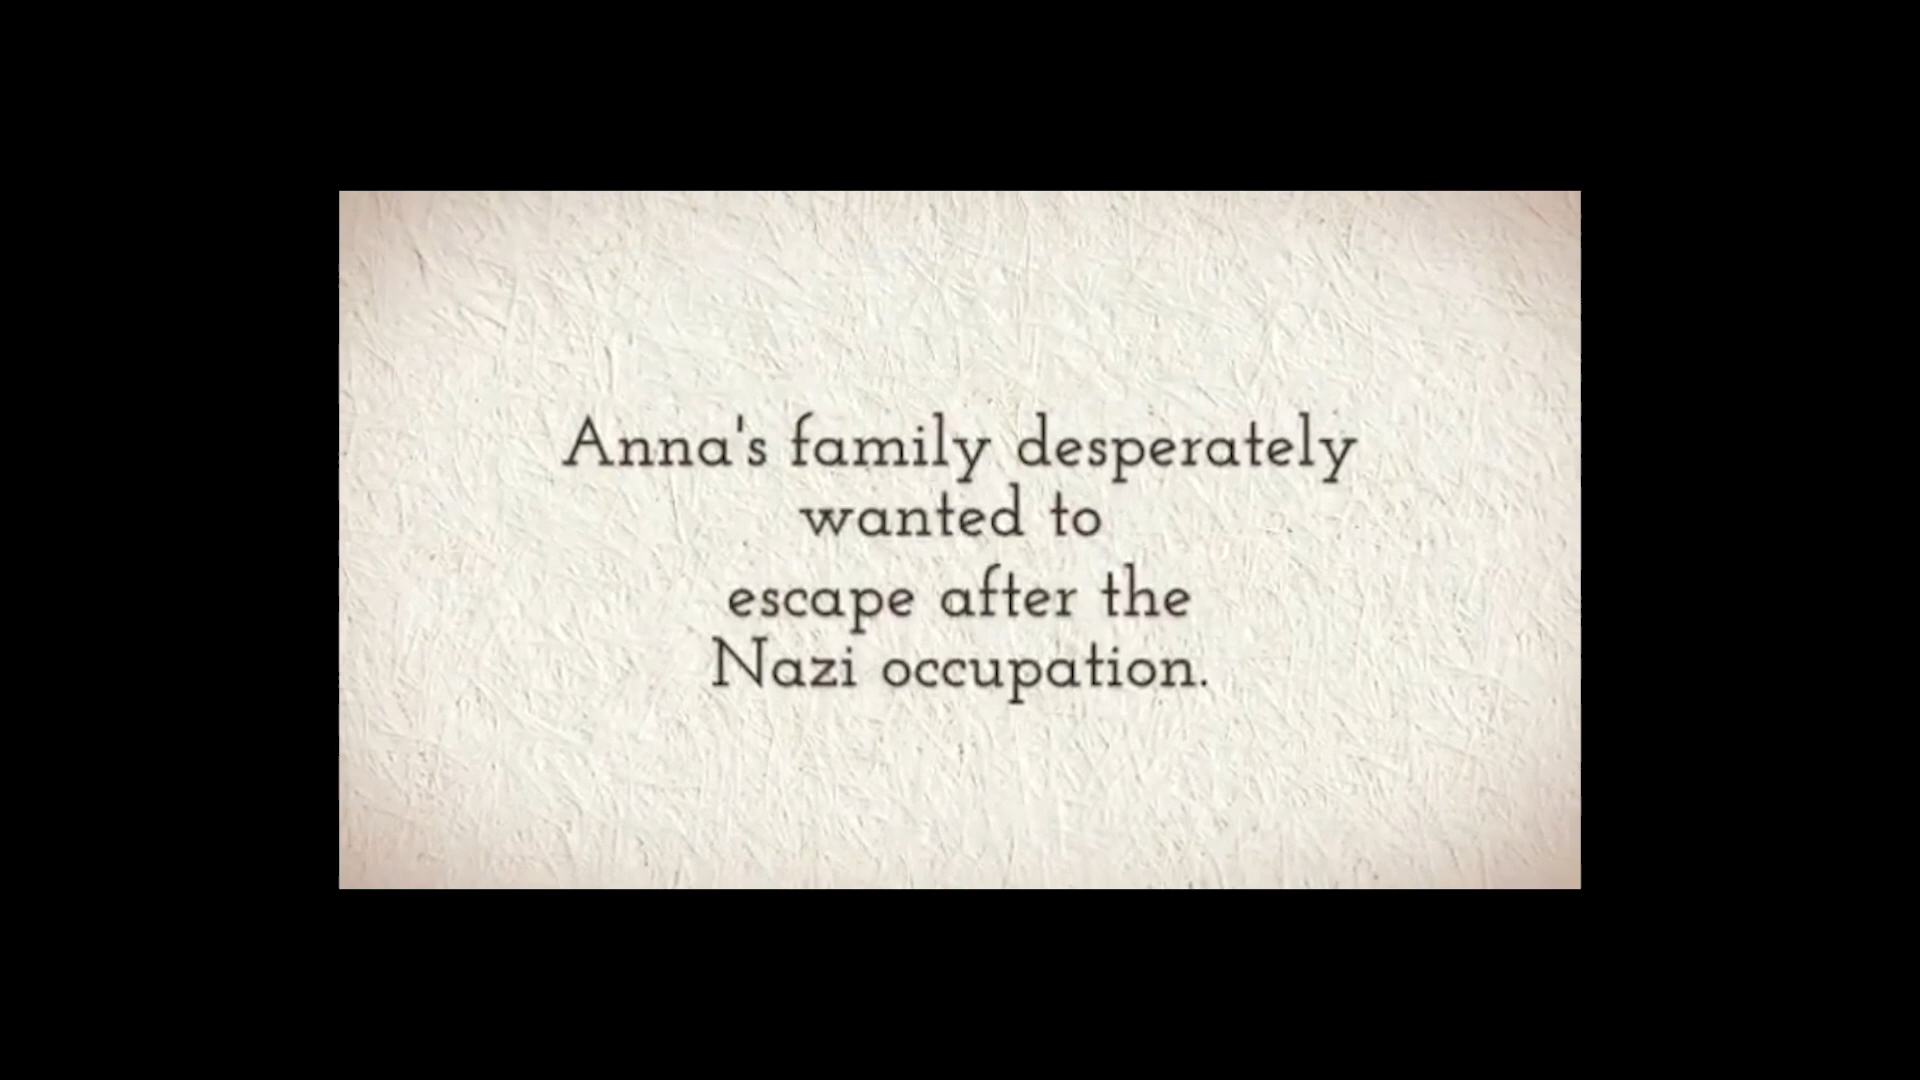 Anna's family desperately
wanted to
escape after the
Nazi occupation.